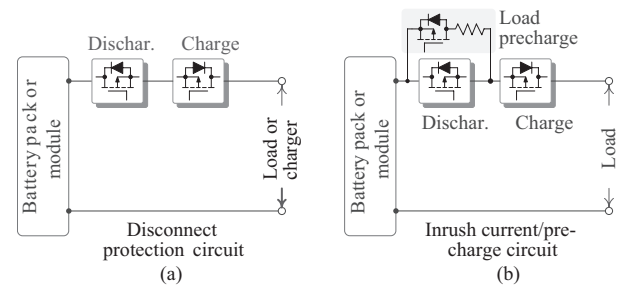 Dischar.
Charge
Battery pack or
module
Load or
charger
Disconnect
protection circuit
(a)
Load
precharge
Dischar.
Charge
Battery pack or
module
Load
Inrush current/pre-
charge circuit
(b)